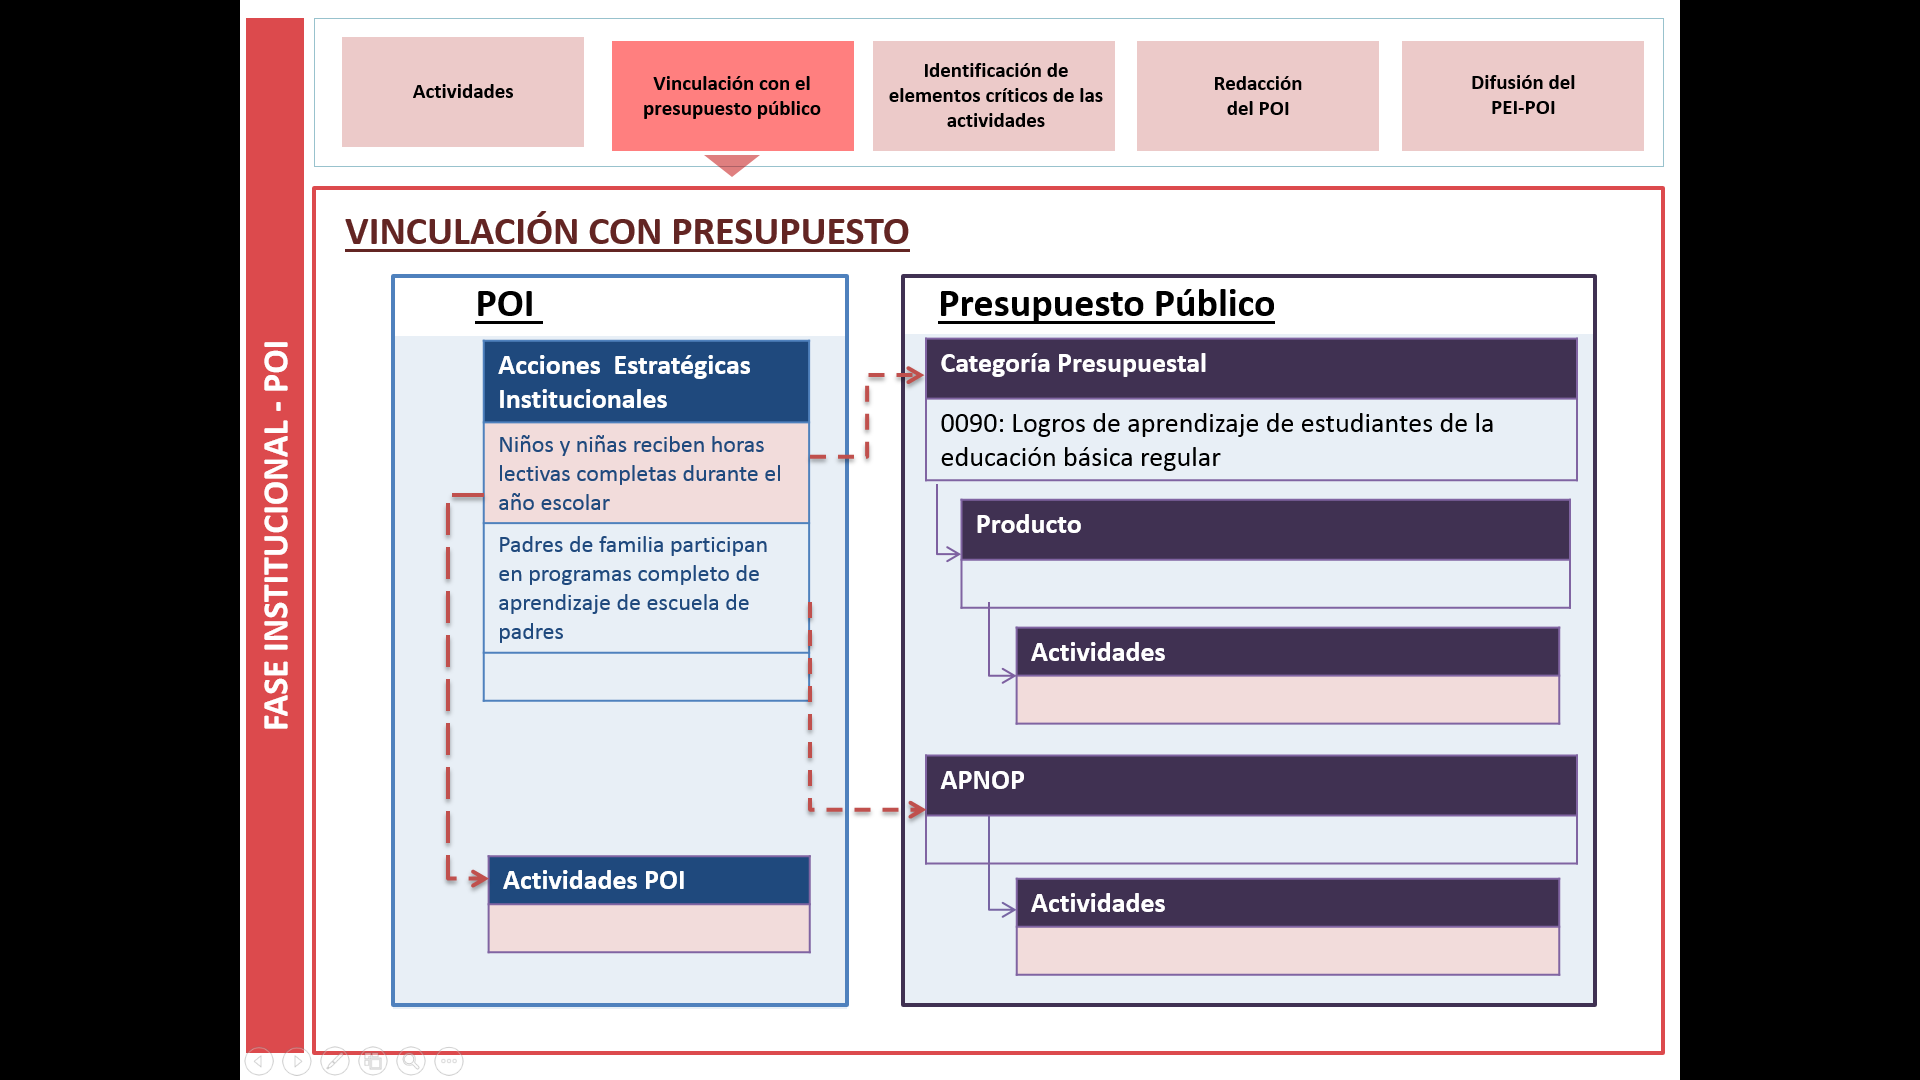 FASE INSTITUCIONAL - POI
Actividades
Vinculación con el
presupuesto público
Identificación de
elementos críticos de las
actividades
Redacción
del POI
Difusión del
PEI-POI
VINCULACIÓN CON PRESUPUESTO
POI
Acciones Estratégicas
Institucionales
Niños y niñas reciben horas
lectivas completas durante el
año escolar
Padres de familia participan
en programas completo de
aprendizaje de escuela de
padres
Actividades POI
Presupuesto Público
Categoría Presupuestal
0090: Logros de aprendizaje de estudiantes de la
educación básica regular
Producto
Actividades
APNOP
Actividades